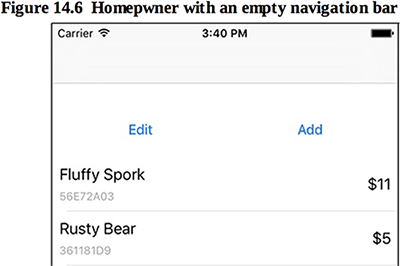 Figure 14.6 Homepwner with an empty navigation bar
Carrier 3:40 PM
Edit Add
Fluffy Spork
$11
56E72A03
Rusty Bear
$5
361181D9